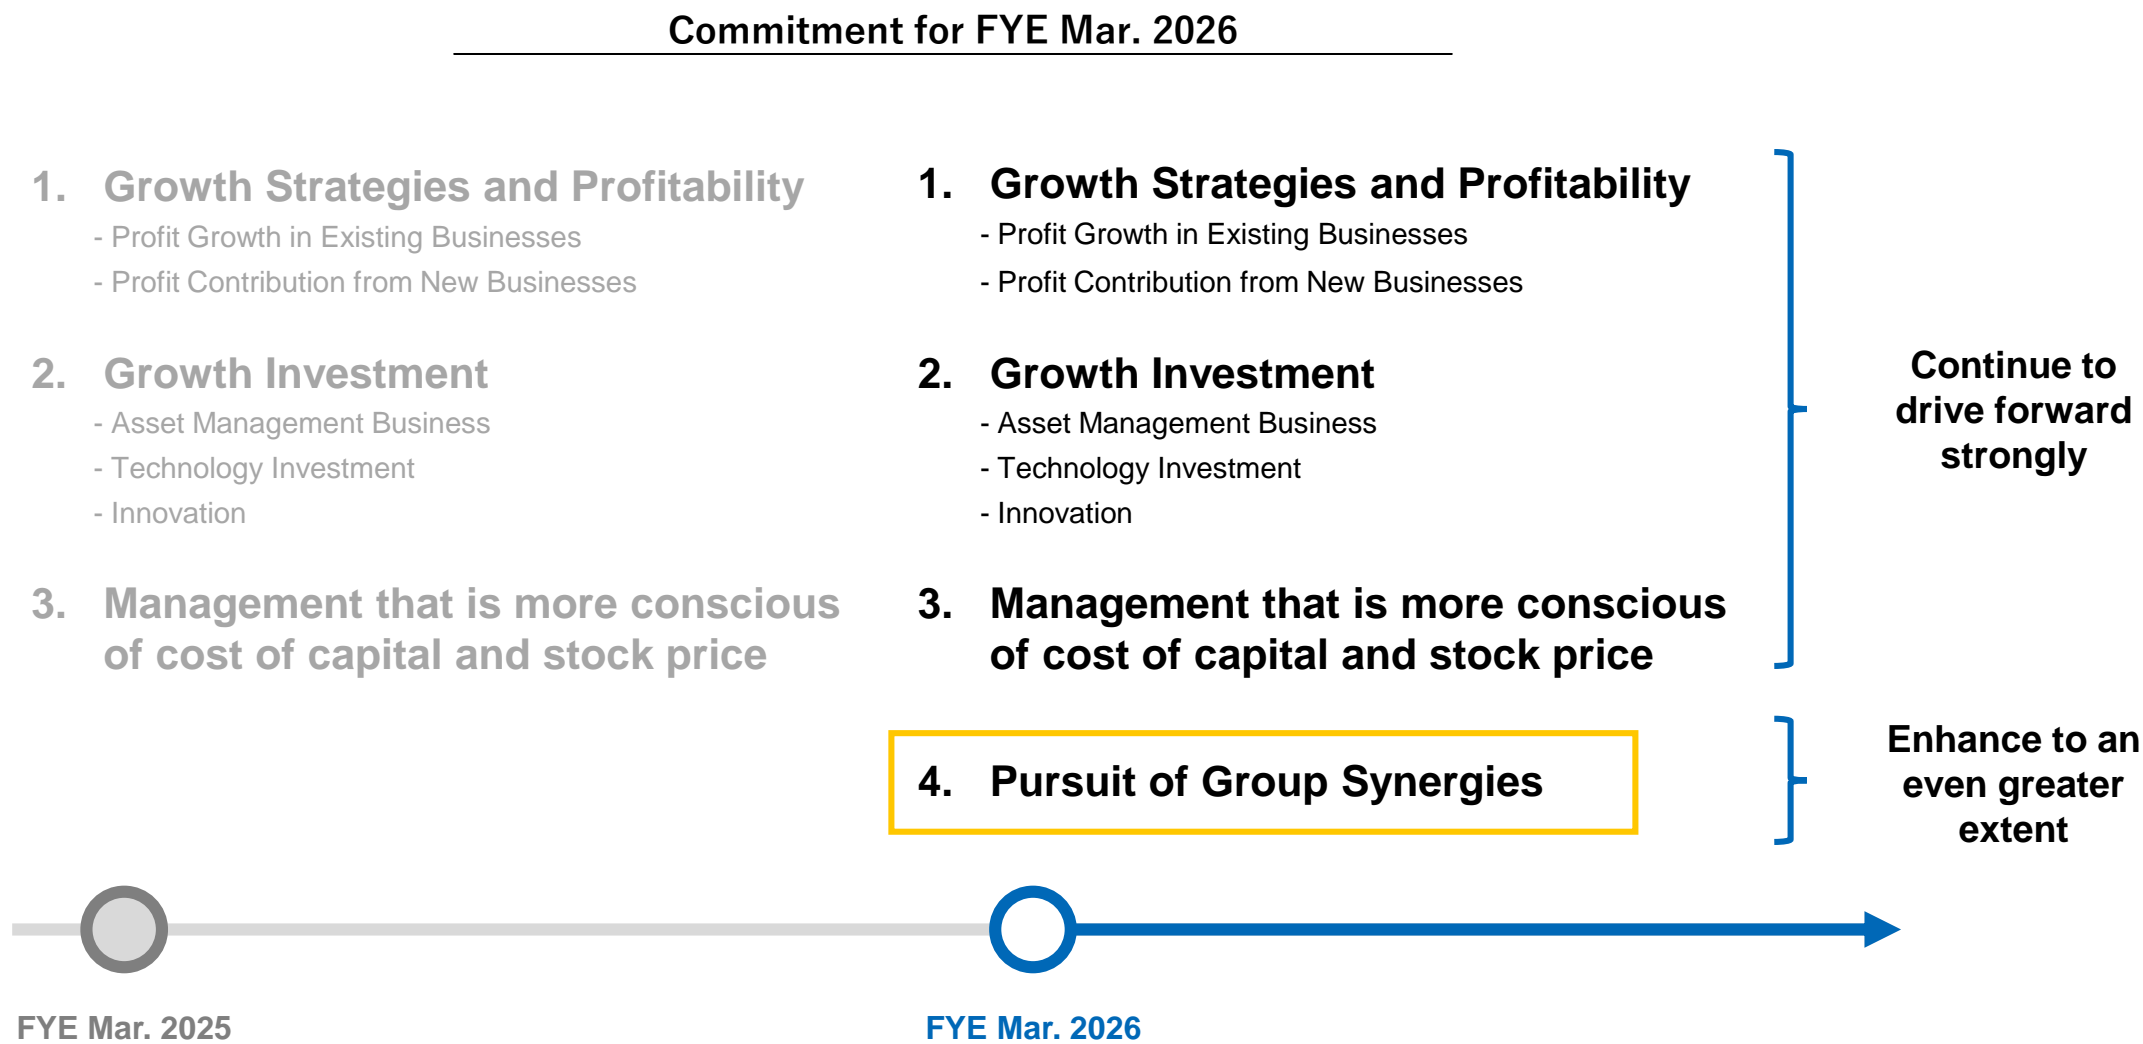 Commitment for FYE Mar. 2026
1. Growth Strategies and Profitability
- Profit Growth in Existing Businesses
- Profit Contribution from New Businesses
2. Growth Investment
- Asset Management Business
- Technology Investment
- Innovation
3. Management that is more conscious
of cost of capital and stock price
1. Growth Strategies and Profitability
- Profit Growth in Existing Businesses
- Profit Contribution from New Businesses
2. Growth Investment
- Asset Management Business
- Technology Investment
- Innovation
3. Management that is more conscious
of cost of capital and stock price
Continue to
drive forward
strongly
4. Pursuit of Group Synergies
Enhance to an
even greater
extent
FYE Mar. 2025
FYE Mar. 2026